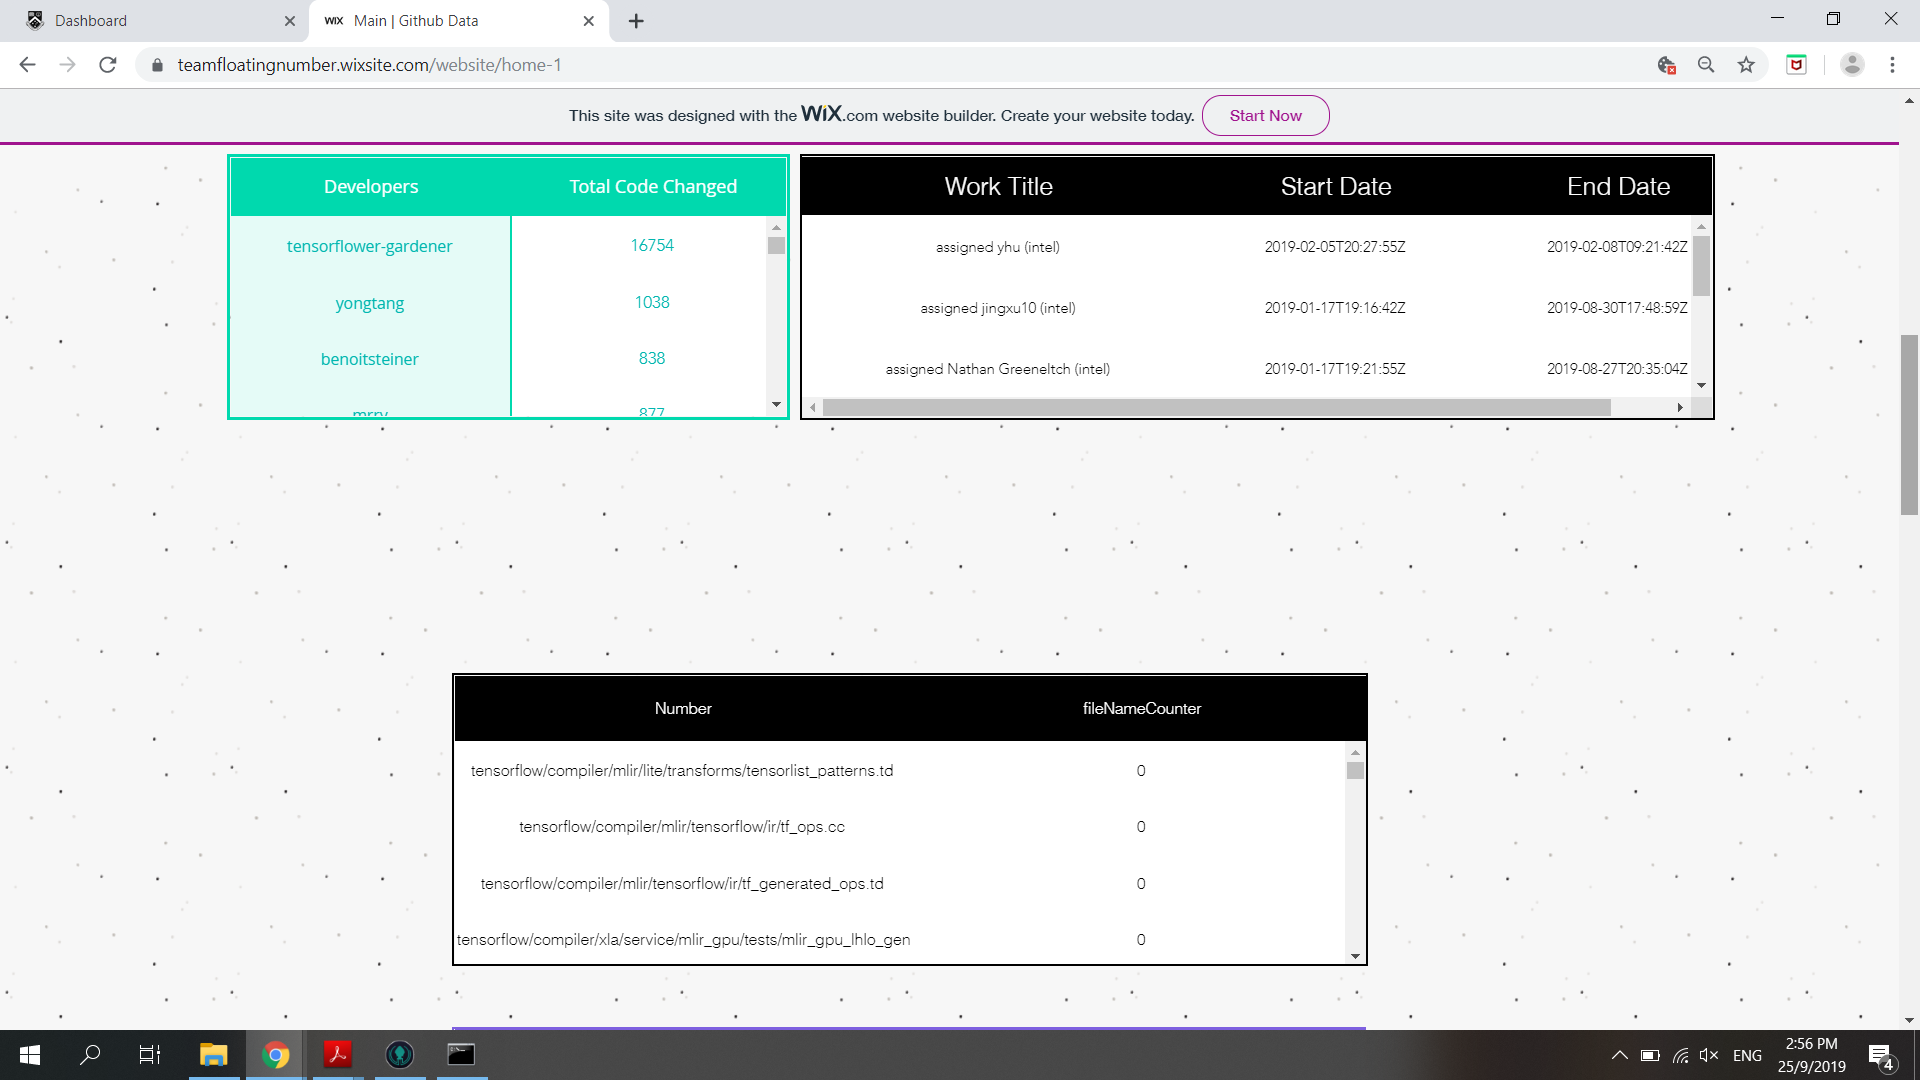 Dashboard
WiX Main | Github Data
teamfloatingnumber.wixsite.com/website/home-1
This site was designed with the WiX.com website builder. Create your website today. Start Now
Developers Total Code Changed
tensorflower-gardener 16754
yongtang 1038
benoitsteiner 838
mrry 877
Work Title Start Date End Date
assigned yhu (intel) 2019-02-05T20:27:55Z 2019-02-08T09:21:42Z
assigned jingxu10 (intel) 2019-01-17T19:16:42Z 2019-08-30T17:48:59Z
assigned Nathan Greeneltch (intel) 2019-01-17T19:21:55Z 2019-08-27T20:35:04Z
Number fileNameCounter
tensorflow/compiler/mlir/lite/transforms/tensorlist_patterns.td 0
tensorflow/compiler/mlir/tensorflow/ir/tf_ops.cc 0
tensorflow/compiler/mlir/tensorflow/ir/tf_generated_ops.td 0
tensorflow/compiler/xla/service/mlir_gpu/tests/mlir_gpu_lhlo_gen 0
ENG
2:56 PM
25/9/2019
4